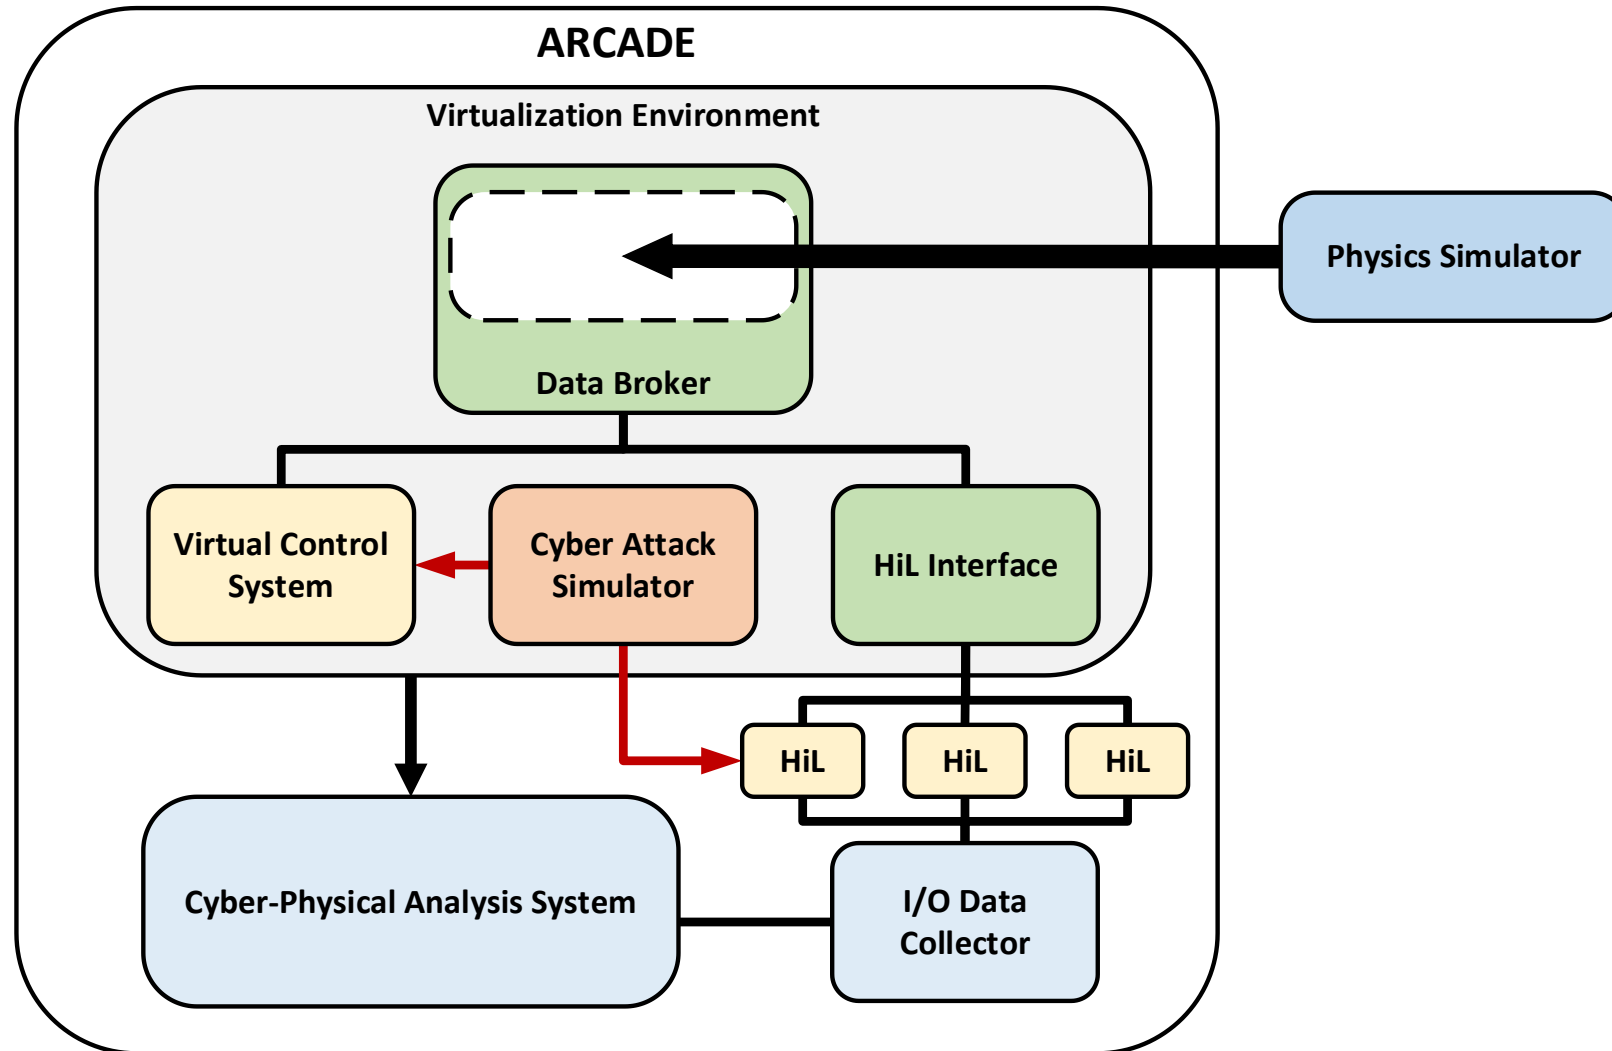 ARCADE
Virtualization Environment
Physics Simulator
Data Broker
Virtual Control
System
Cyber Attack
Simulator
HiL Interface
HiL
HiL
HiL
Cyber-Physical Analysis System
I/O Data
Collector